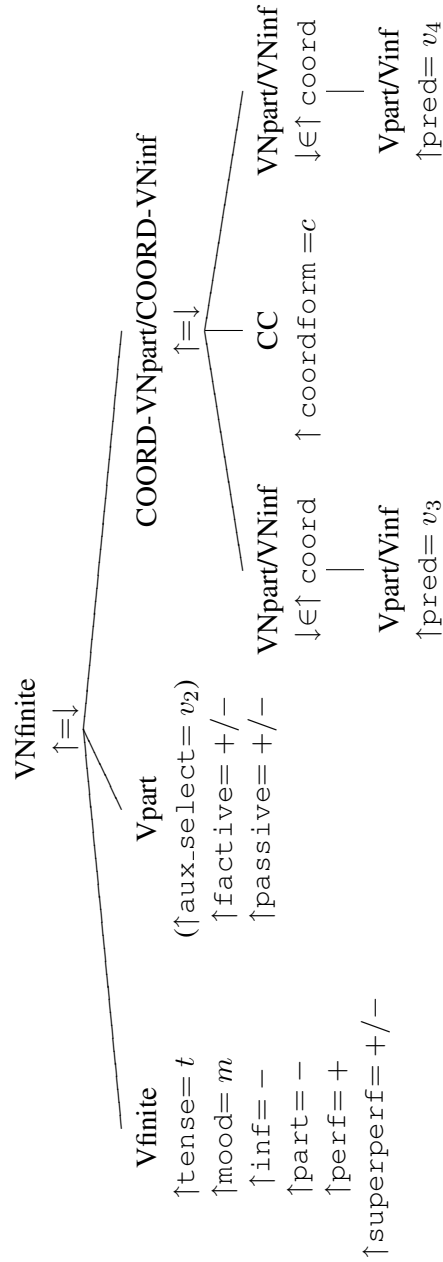 VNfinite
↑=↓
Vfinite
↑tense= t
↑mood= m
↑inf= −
↑part= −
↑perf= +
↑superperf= +/−
Vpart
(↑aux_select= v₂)
↑factive= +/−
↑passive= +/−
COORD-VNpart/COORD-VNinf
↑=↓
VNpart/VNinf
↓∈↑ coord
Vpart/Vinf
↑pred= v₃
CC
↑ coordform =c
VNpart/VNinf
↓∈↑ coord
Vpart/Vinf
↑pred= v₄